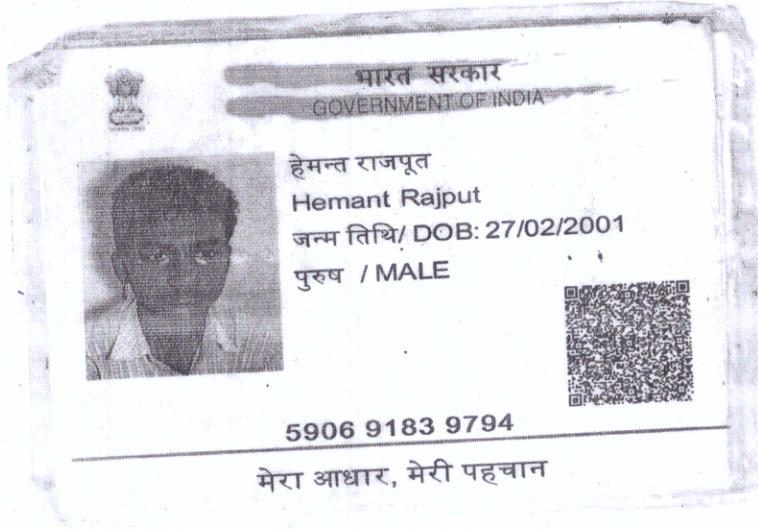 भारत सरकार
GOVERNMENT OF INDIA
हेमन्त राजपूत
Hemant Rajput
जन्म तिथि/ DOB: 27/02/2001
पुरुष / MALE
5906 9183 9794
मेरा आधार, मेरी पहचान